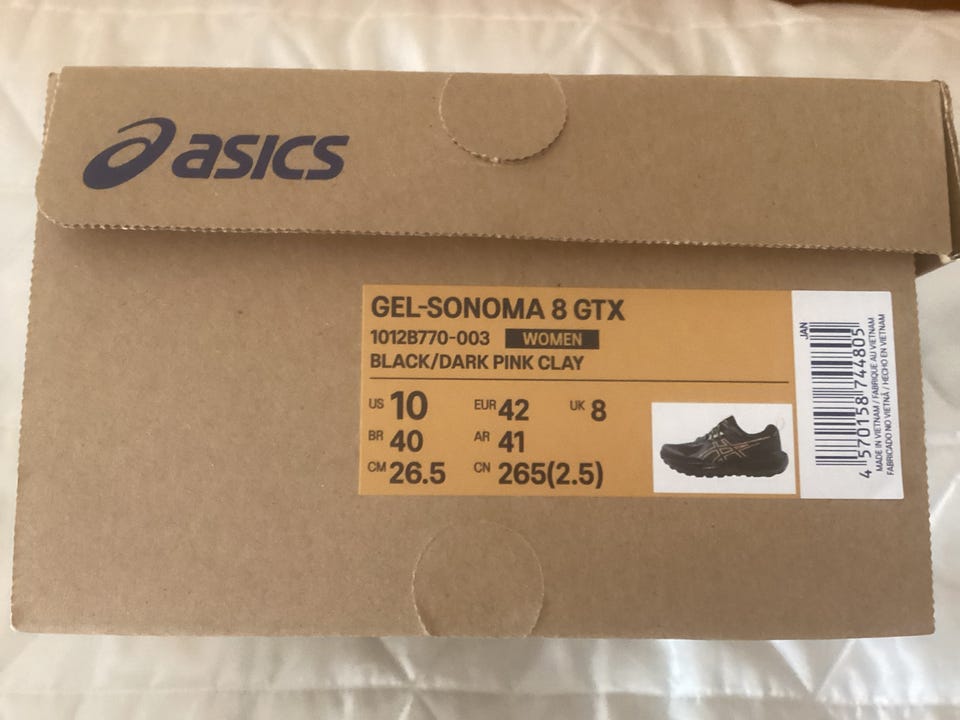 asics
GEL-SONOMA 8 GTX
1012B770-003 WOMEN
BLACK/DARK PINK CLAY
US 10 EUR 42 UK 8
BR 40 AR 41
CM 26.5 CN 265(2.5)
JAN
4 570158 744805
MADE IN VIETNAM / FABRIQUE AU VIETNAM
FABRICADO NO VIETNÃ / HECHO EN VIETNAM